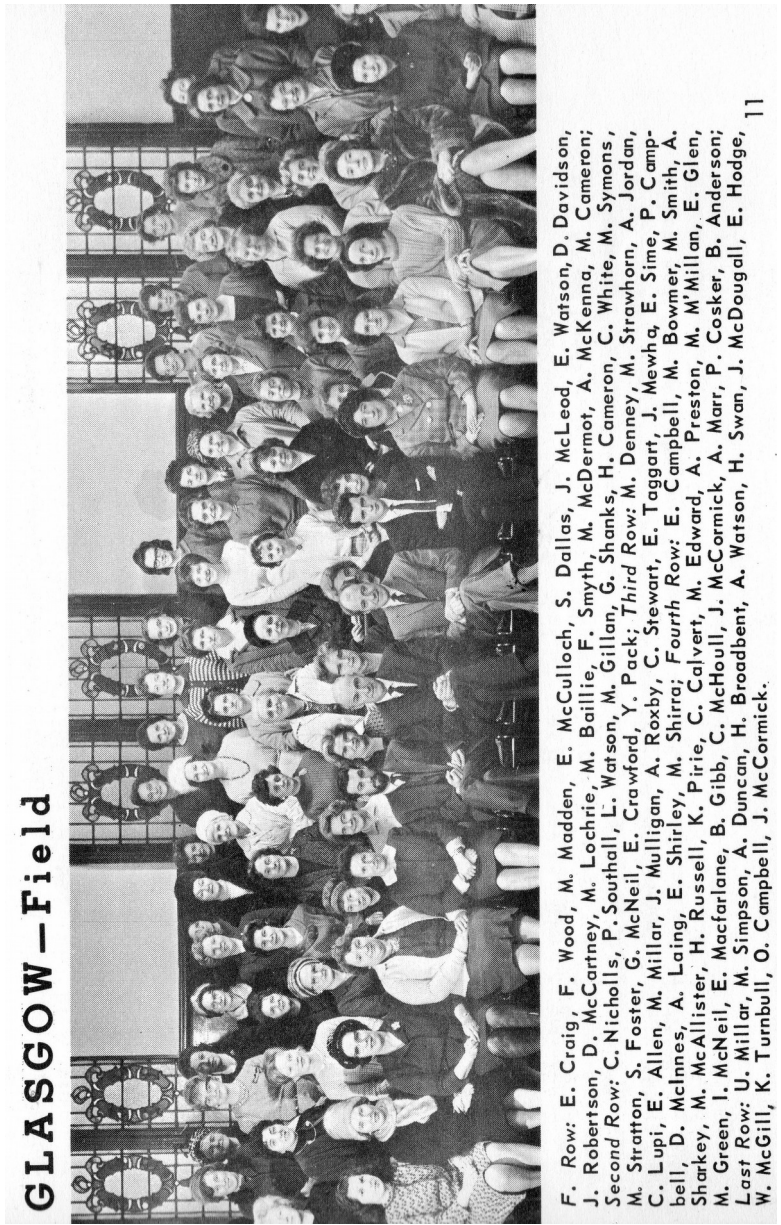 GLASGOW—Field
F. Row: E. Craig, F. Wood, M. Madden, E. McCulloch, S. Dallas, J. McLeod, E. Watson, D. Davidson,
J. Robertson, D. McCartney, M. Lochrie, M. Baillie, F. Smyth, M. McDermot, A. McKenna, M. Cameron;
Second Row: C. Nicholls, P. Southall, L. Watson, M. Gillan, G. Shanks, H. Cameron, C. White, M. Symons,
M. Stratton, S. Foster, G. McNeil, E. Crawford, Y. Pack; Third Row: M. Denney, M. Strawhorn, A. Jordan,
C. Lupi, E. Allen, M. Millar, J. Mulligan, A. Roxby, C. Stewart, E. Taggart, J. Mewha, E. Sime, P. Camp-
bell, D. McInnes, A. Laing, E. Shirley, M. Shirra; Fourth Row: E. Campbell, M. Bowmer, M. Smith, A.
Sharkey, M. McAllister, H. Russell, K. Pirie, C. Calvert, M. Edward, A. Preston, M. M'Millan, E. Glen,
M. Green, I. McNeil, E. Macfarlane, B. Gibb, C. McHoull, J. McCormick, A. Marr, P. Cosker, B. Anderson;
Last Row: U. Millar, M. Simpson, A. Duncan, H. Broadbent, A. Watson, H. Swan, J. McDougall, E. Hodge,
W. McGill, K. Turnbull, O. Campbell, J. McCormick.
11